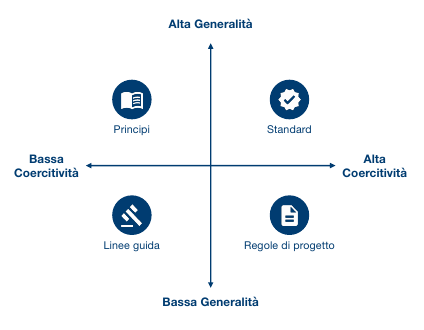 Alta Generalità
Principi
Standard
Bassa
Coercitività
Alta
Coercitività
Linee guida
Regole di progetto
Bassa Generalità